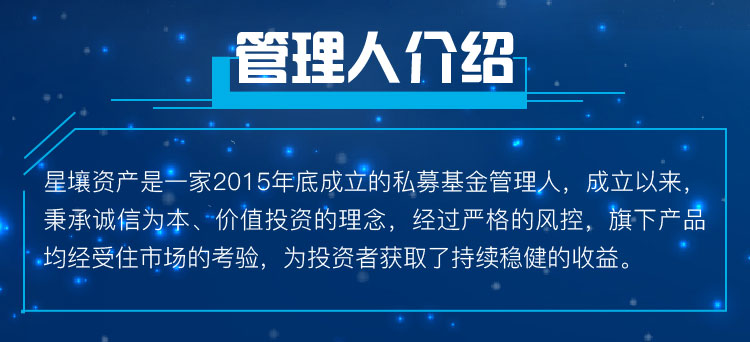 管理人介绍
星壤资产是一家2015年底成立的私募基金管理人，成立以来，
秉承诚信为本、价值投资的理念，经过严格的风控，旗下产品
均经受住市场的考验，为投资者获取了持续稳健的收益。